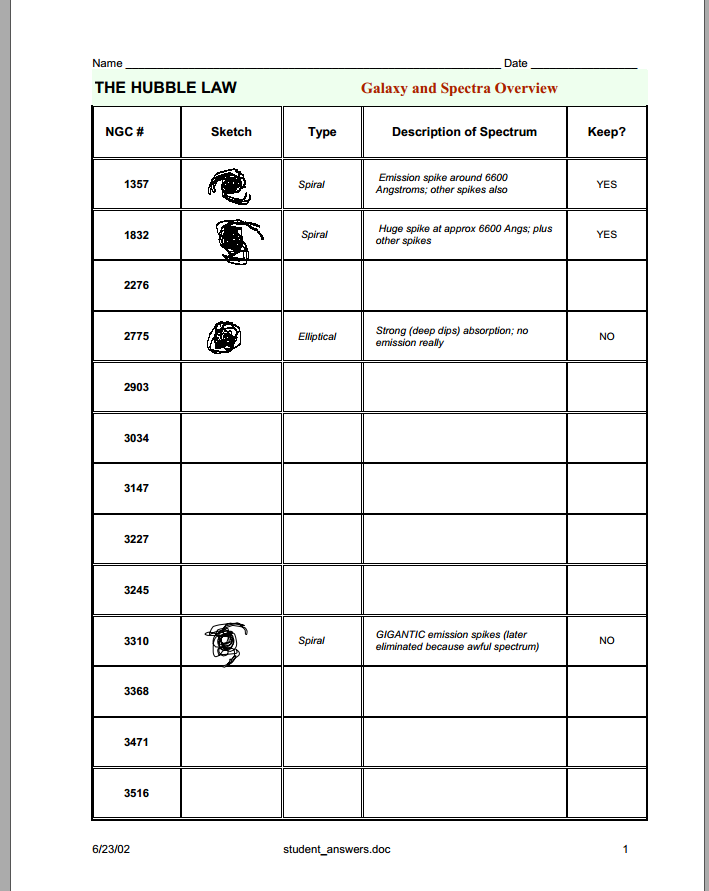 Name ________________________ Date ________________
THE HUBBLE LAW Galaxy and Spectra Overview
NGC # Sketch Type Description of Spectrum Keep?
1357 Spiral Emission spike around 6600 Angstroms; other spikes also YES
1832 Spiral Huge spike at approx 6600 Angs; plus other spikes YES
2276
2775 Elliptical Strong (deep dips) absorption; no emission really NO
2903
3034
3147
3227
3245
3310 Spiral GIGANTIC emission spikes (later eliminated because awful spectrum) NO
3368
3471
3516
6/23/02 student_answers.doc 1